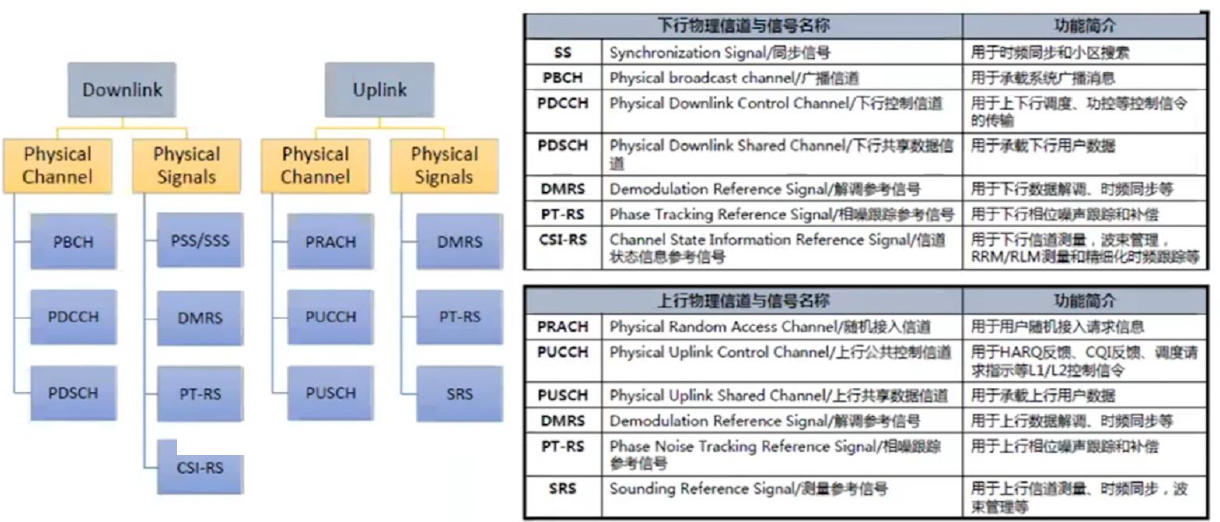 Downlink
Uplink
Physical
Channel
Physical
Signals
Physical
Channel
Physical
Signals
PBCH
PSS/SSS
PRACH
DMRS
PDCCH
DMRS
PUCCH
PT-RS
PDSCH
PT-RS
PUSCH
SRS
CSI-RS
下行物理信道与信号名称 功能简介
SS Synchronization Signal/同步信号 用于时频同步和小区搜索
PBCH Physical broadcast channel/广播信道 用于承载系统广播消息
PDCCH Physical Downlink Control Channel/下行控制信道 用于上下行调度、功控等控制信令
的传输
PDSCH Physical Downlink Shared Channel/下行共享数据信 用于承载下行用户数据
道
DMRS Demodulation Reference Signal/解调参考信号 用于下行数据解调、时频同步等
PT-RS Phase Tracking Reference Signal/相噪跟踪参考信号 用于下行相位噪声跟踪和补偿
CSI-RS Channel State Information Reference Signal/信道 用于下行信道测量，波束管理，
状态信息参考信号 RRM/RLM测量和精细化时频跟踪等
上行物理信道与信号名称 功能简介
PRACH Physical Random Access Channel/随机接入信道 用于用户随机接入请求信息
PUCCH Physical Uplink Control Channel/上行公共控制信道 用于HARQ反馈、CQI反馈、调度请
求指示等L1/L2控制信令
PUSCH Physical Uplink Shared Channel/上行共享数据信道 用于承载上行用户数据
DMRS Demodulation Reference Signal/解调参考信号 用于上行数据解调、时频同步等
PT-RS Phase Noise Tracking Reference Signal/相噪跟踪 用于上行相位噪声跟踪和补偿
参考信号
SRS Sounding Reference Signal/测量参考信号 用于上行信道测量、时频同步，波
束管理等